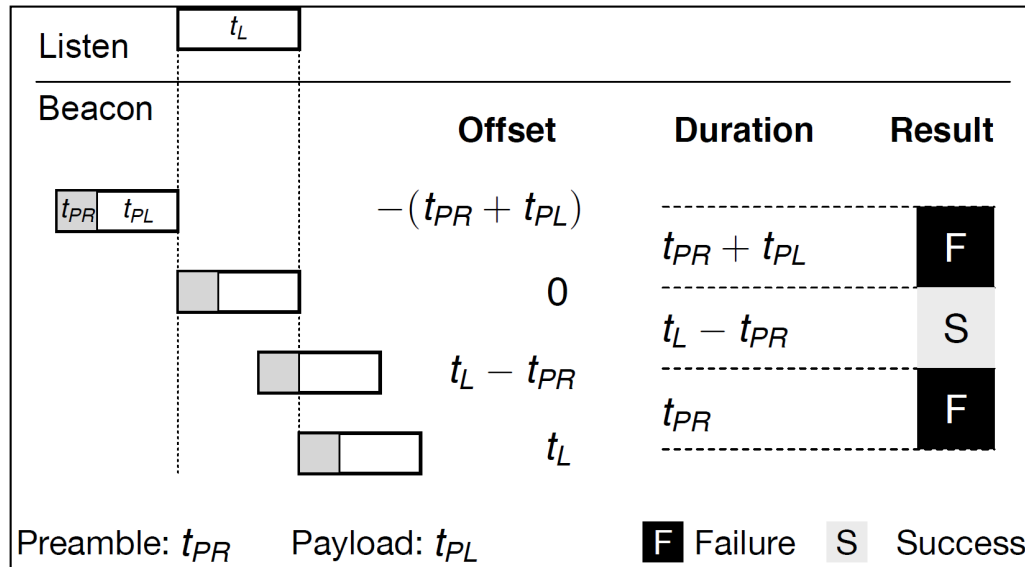 t_L
Listen
Beacon
Offset Duration Result
t_PR t_PL −(t_PR + t_PL)
t_PR + t_PL F
0
t_L − t_PR S
t_L − t_PR
t_PR F
t_L
Preamble: t_PR Payload: t_PL F Failure S Success